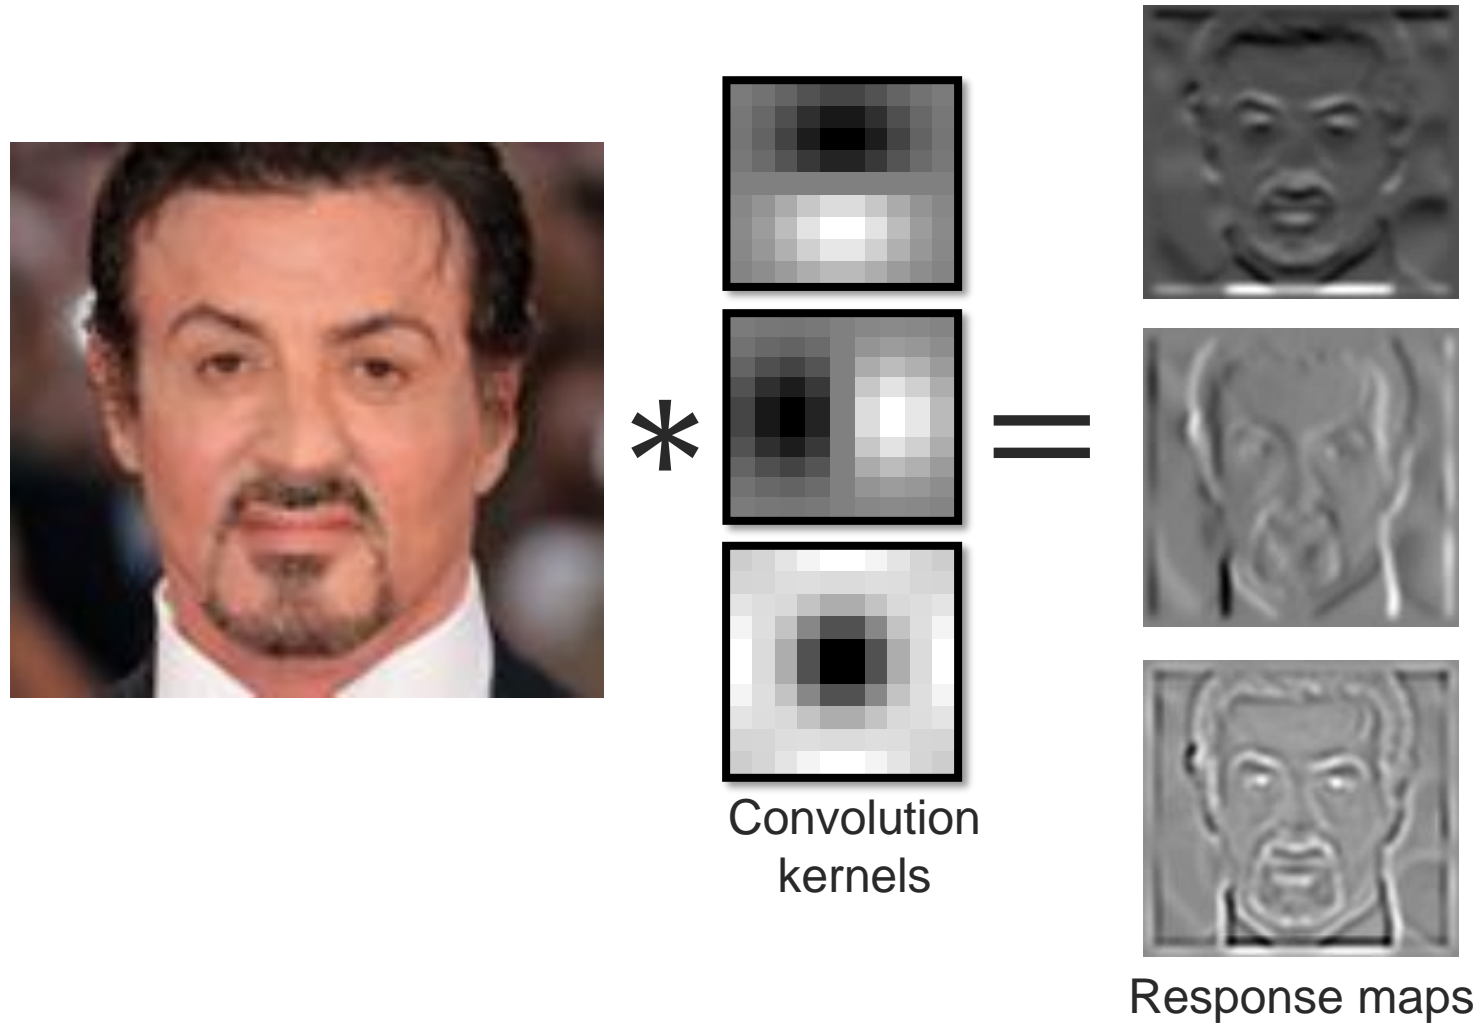 *
=
Convolution
kernels
Response maps